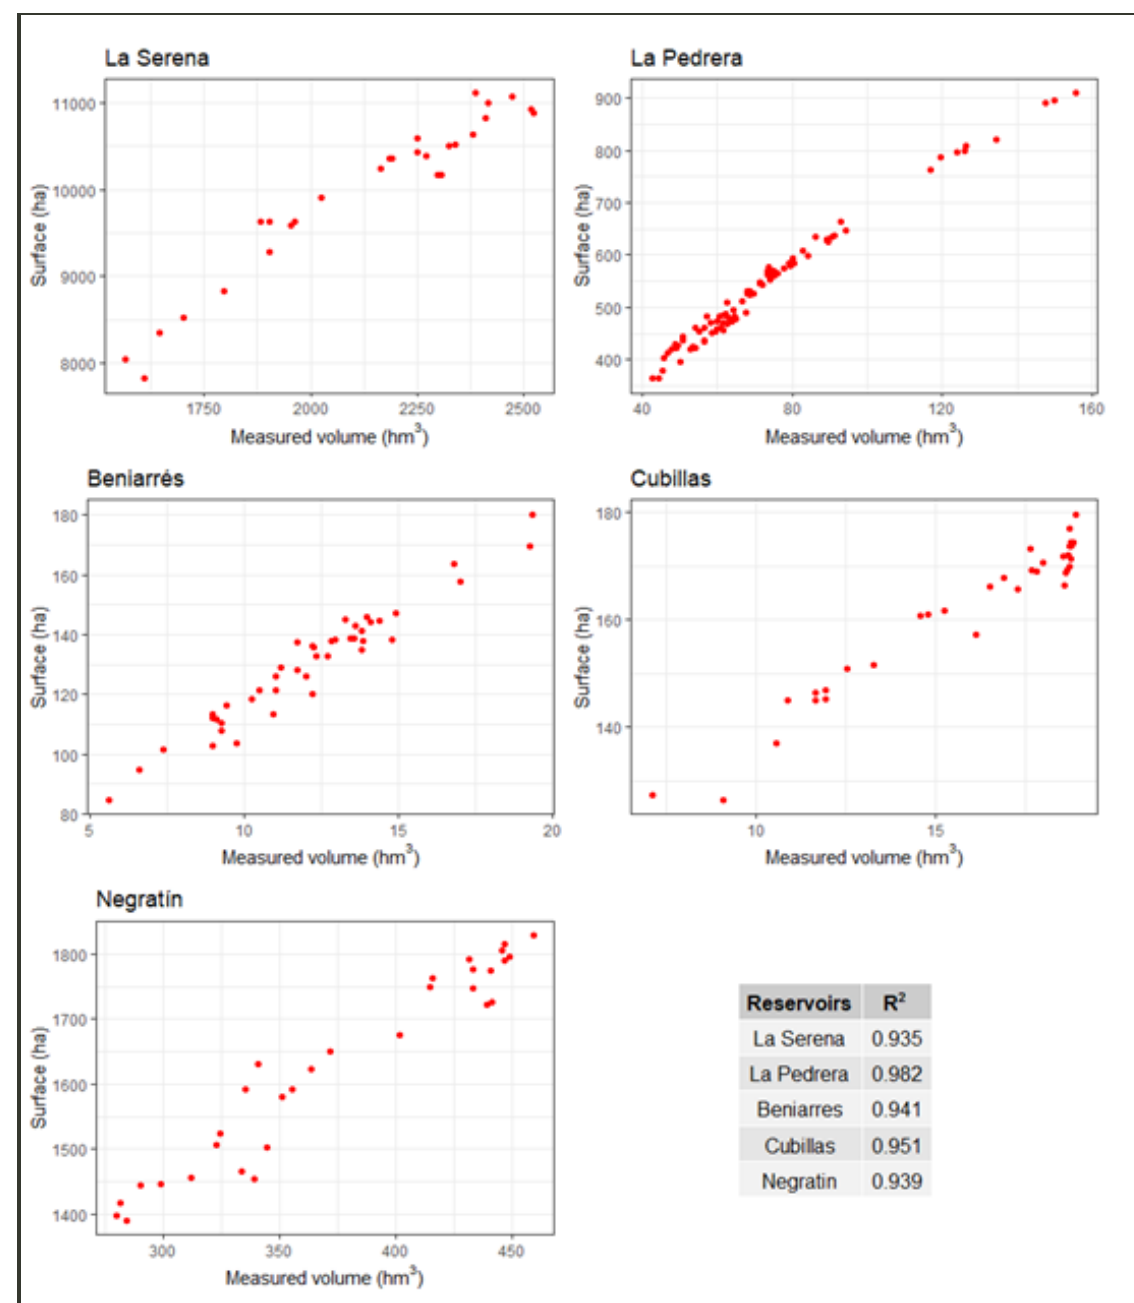 La Serena
11000
10000
9000
8000
Surface (ha)
1750 2000 2250 2500
Measured volume (hm³)
La Pedrera
900
800
700
600
500
400
Surface (ha)
40 80 120 160
Measured volume (hm³)
Beniarrés
180
160
140
120
100
80
Surface (ha)
5 10 15 20
Measured volume (hm³)
Cubillas
180
160
140
Surface (ha)
10 15
Measured volume (hm³)
Negratín
1800
1700
1600
1500
1400
Surface (ha)
300 350 400 450
Measured volume (hm³)
Reservoirs R²
La Serena 0.935
La Pedrera 0.982
Beniarres 0.941
Cubillas 0.951
Negratin 0.939